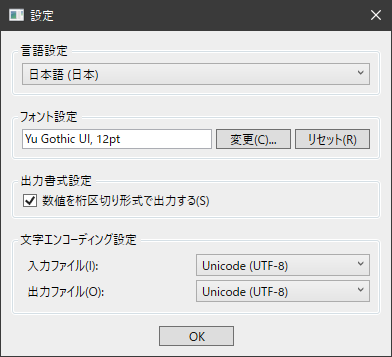 設定
言語設定
日本語 (日本)
フォント設定
Yu Gothic UI, 12pt 変更(C)... リセット(R)
出力書式設定
数値を桁区切り形式で出力する(S)
文字エンコーディング設定
入力ファイル(I): Unicode (UTF-8)
出力ファイル(O): Unicode (UTF-8)
OK